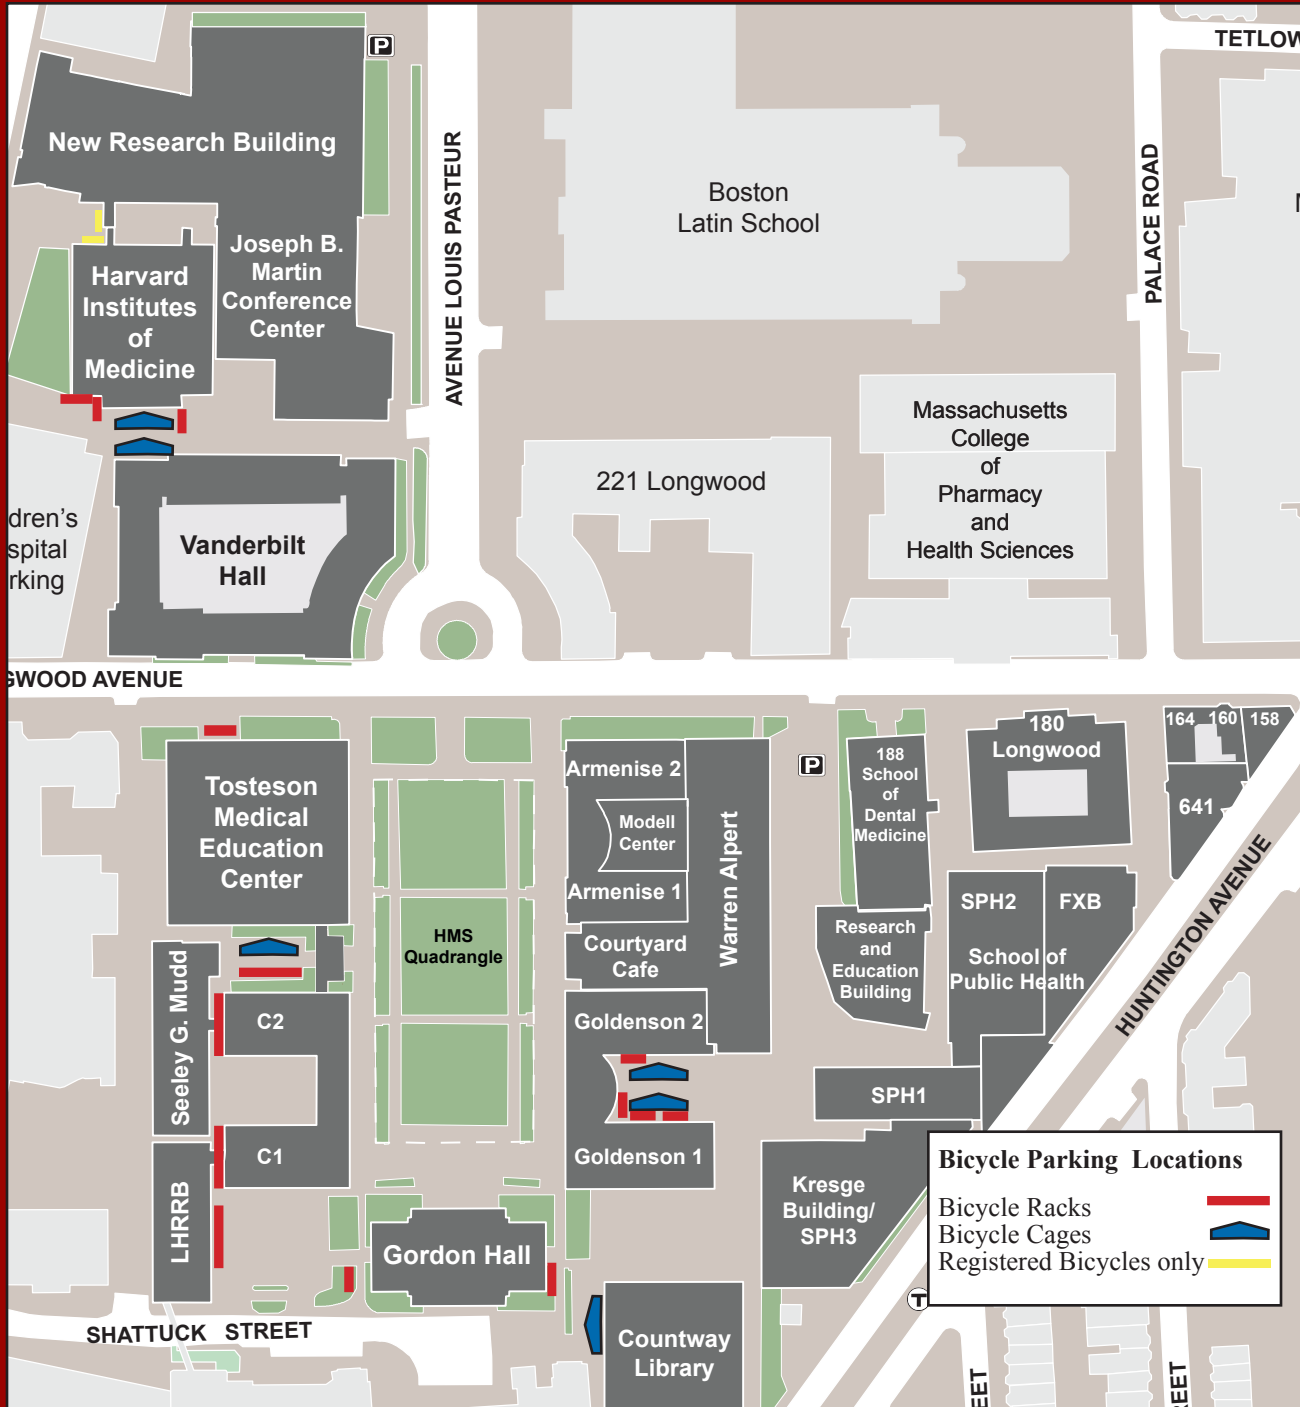 P
TETLOW
New Research Building
AVENUE LOUIS PASTEUR
PALACE ROAD
Boston
Latin School
Joseph B.
Martin
Conference
Center
Harvard
Institutes
of
Medicine
Massachusetts
College
of
Pharmacy
and
Health Sciences
221 Longwood
dren's
spital
rking
Vanderbilt
Hall
GWOOD AVENUE
164 160 158
180
Longwood
641
P
188
School
of
Dental
Medicine
Armenise 2
Modell
Center
Armenise 1
Warren Alpert
Tosteson
Medical
Education
Center
HUNTINGTON AVENUE
SPH2
FXB
School of
Public Health
Research
and
Education
Building
HMS
Quadrangle
Courtyard
Cafe
Seeley G. Mudd
C2
Goldenson 2
SPH1
C1
Goldenson 1
LHRRB
Kresge
Building/
SPH3
Gordon Hall
Bicycle Parking Locations
Bicycle Racks
Bicycle Cages
Registered Bicycles only
T
SHATTUCK STREET
Countway
Library
EET
REET